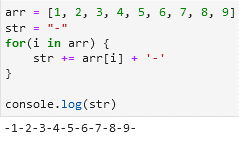 arr = [1, 2, 3, 4, 5, 6, 7, 8, 9]
str = "-"
for(i in arr) {
    str += arr[i] + '-'
}

console.log(str)
-1-2-3-4-5-6-7-8-9-